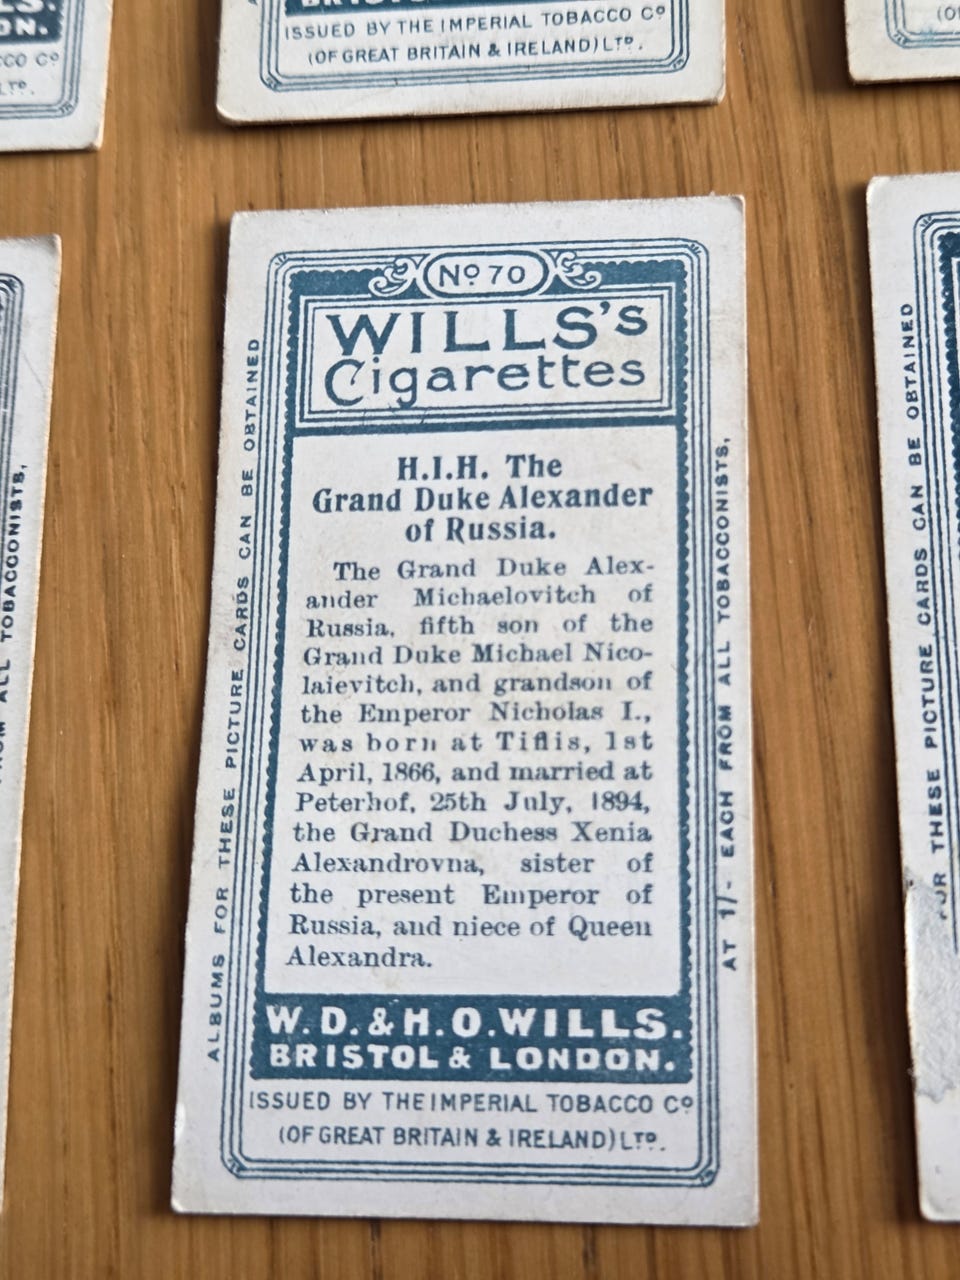 LLS.
ON.
CCO Cº
LTD.
ISSUED BY THE IMPERIAL TOBACCO Cº
(OF GREAT BRITAIN & IRELAND) LTD.
TOBACCONISTS,
ALL
Nº 70
WILLS'S
Cigarettes
H.I.H. The
Grand Duke Alexander
of Russia.
The Grand Duke Alex-
ander Michaelovitch of
Russia, fifth son of the
Grand Duke Michael Nico-
laievitch, and grandson of
the Emperor Nicholas I.,
was born at Tiflis, 1st
April, 1866, and married at
Peterhof, 25th July, 1894,
the Grand Duchess Xenia
Alexandrovna, sister of
the present Emperor of
Russia, and niece of Queen
Alexandra.
W. D. & H. O. WILLS.
BRISTOL & LONDON.
ISSUED BY THE IMPERIAL TOBACCO Cº
(OF GREAT BRITAIN & IRELAND) LTD.
ALBUMS FOR THESE PICTURE CARDS CAN BE OBTAINED
AT 1/- EACH FROM ALL TOBACCONISTS,
THESE PICTURE CARDS CAN BE OBTAINED